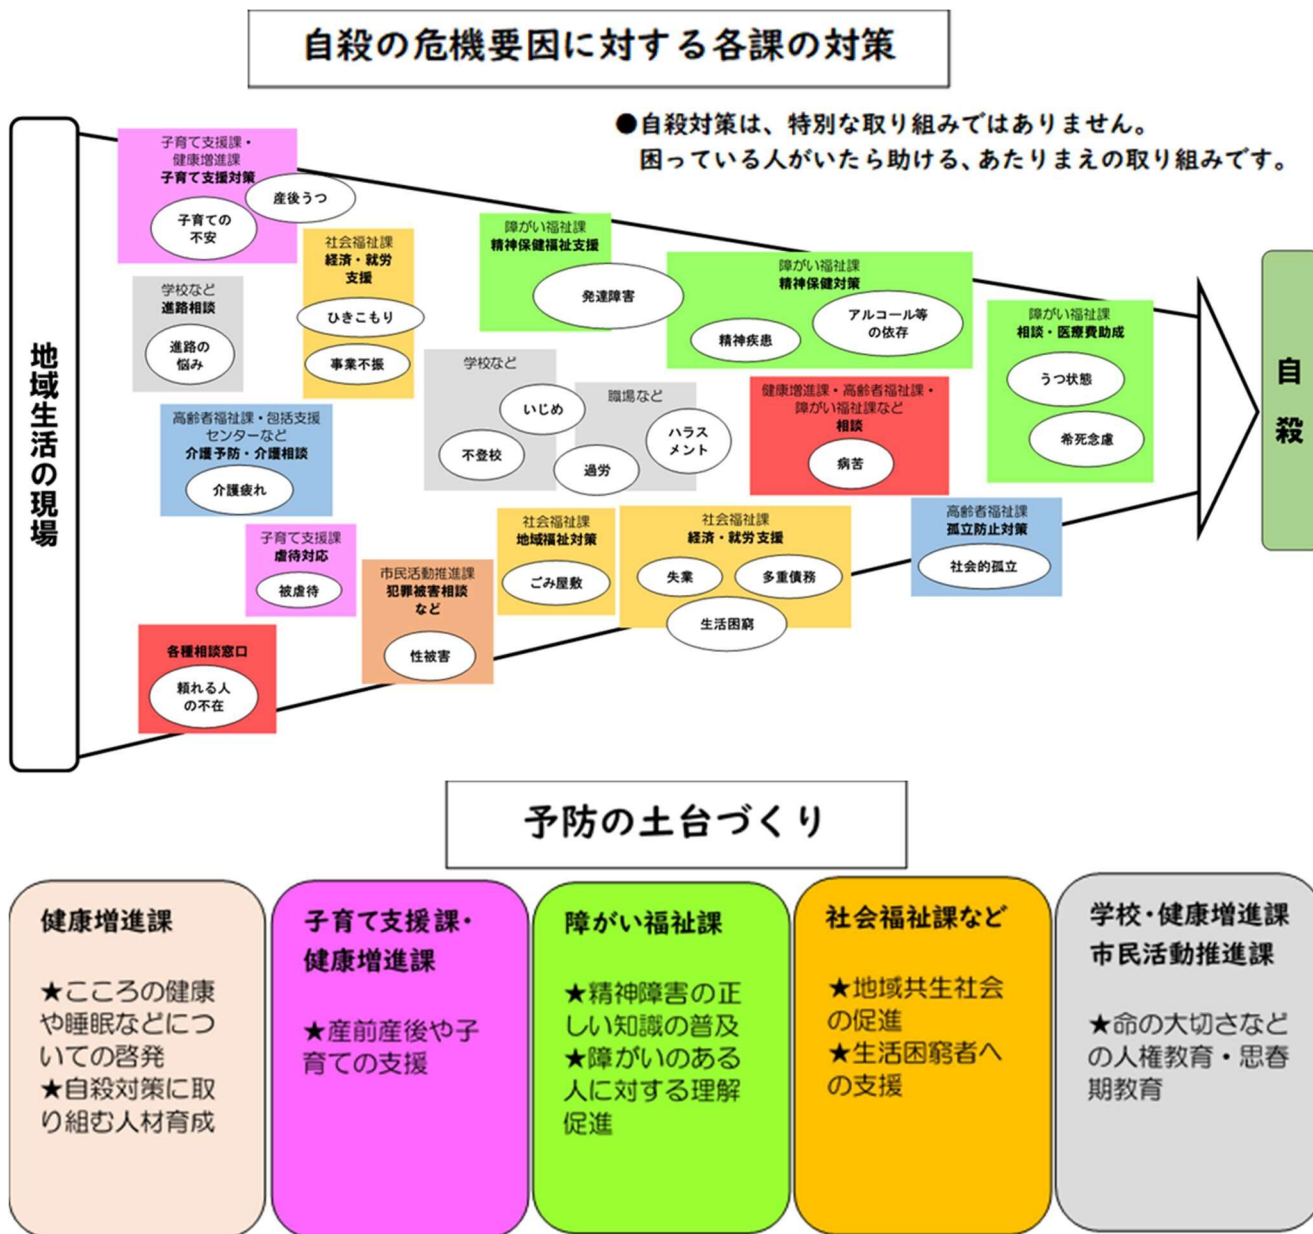 自殺の危機要因に対する各課の対策
●自殺対策は、特別な取り組みではありません。
困っている人がいたら助ける、あたりまえの取り組みです。
地域生活の現場
子育て支援課・
健康増進課
子育て支援対策
産後うつ
子育ての
不安
学校など
進路相談
進路の
悩み
社会福祉課
経済・就労
支援
ひきこもり
事業不振
高齢者福祉課・包括支援
センターなど
介護予防・介護相談
介護疲れ
子育て支援課
虐待対応
被虐待
各種相談窓口
頼れる人
の不在
市民活動推進課
犯罪被害相談
など
性被害
障がい福祉課
精神保健福祉支援
発達障害
学校など
いじめ
不登校
職場など
ハラス
メント
過労
社会福祉課
地域福祉対策
ごみ屋敷
社会福祉課
経済・就労支援
失業
多重債務
生活困窮
障がい福祉課
精神保健対策
アルコール等
の依存
精神疾患
健康増進課・高齢者福祉課・
障がい福祉課など
相談
病苦
高齢者福祉課
孤立防止対策
社会的孤立
障がい福祉課
相談・医療費助成
うつ状態
希死念慮
自殺
予防の土台づくり
健康増進課
★こころの健康
や睡眠などにつ
いての啓発
★自殺対策に取
り組む人材育成
子育て支援課・
健康増進課
★産前産後や子
育ての支援
障がい福祉課
★精神障害の正
しい知識の普及
★障がいのある
人に対する理解
促進
社会福祉課など
★地域共生社会
の促進
★生活困窮者へ
の支援
学校・健康増進課
市民活動推進課
★命の大切さなど
の人権教育・思春
期教育